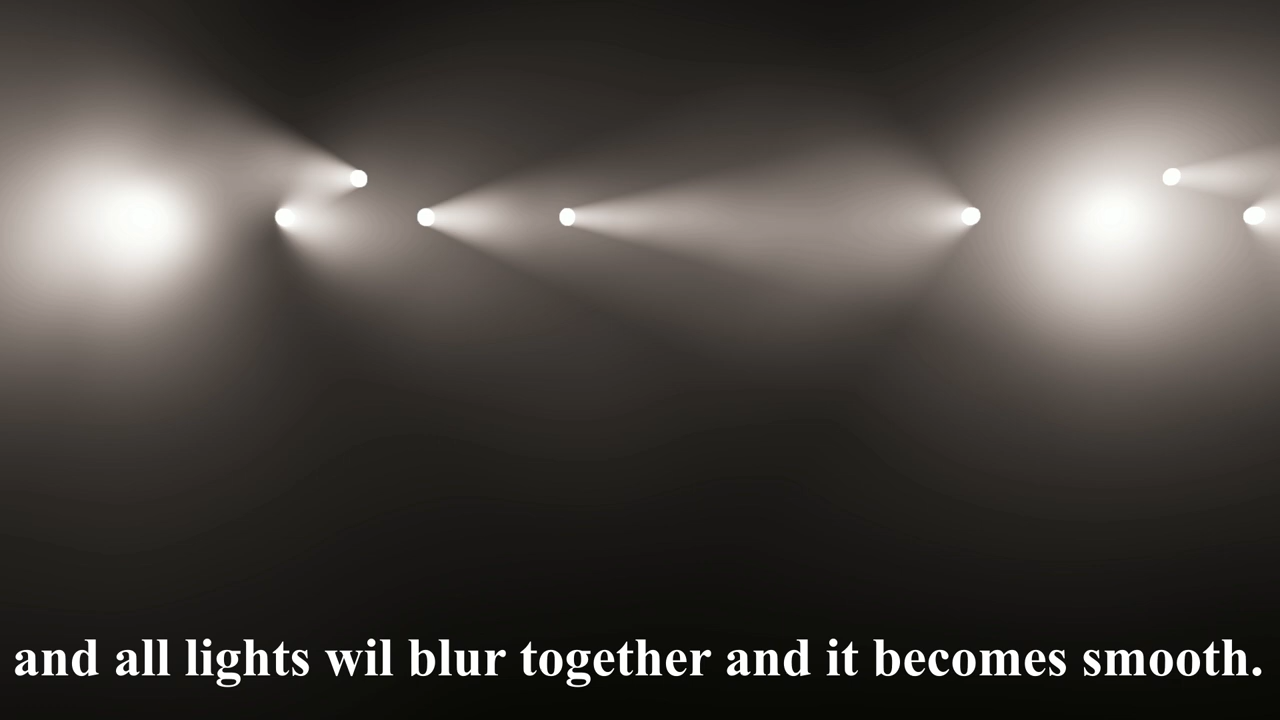 and all lights wil blur together and it becomes smooth.